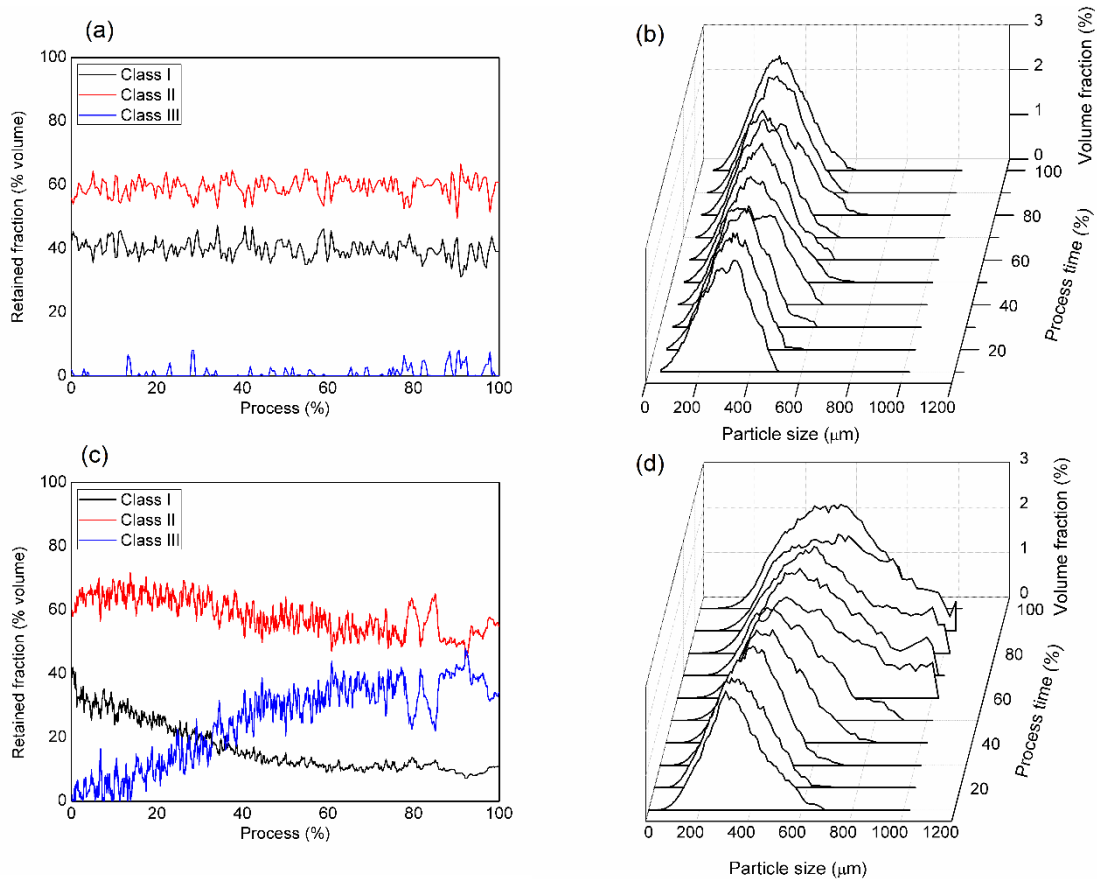 (a)
100
80
60
40
20
0
Retained fraction (% volume)
Class I
Class II
Class III
0 20 40 60 80 100
Process (%)
(b)
3
2
1
0
Volume fraction (%)
100
80
60
40
20
Process time (%)
0 200 400 600 800 1000 1200
Particle size (μm)
(c)
100
80
60
40
20
0
Retained fraction (% volume)
Class I
Class II
Class III
0 20 40 60 80 100
Process (%)
(d)
3
2
1
0
Volume fraction (%)
100
80
60
40
20
Process time (%)
0 200 400 600 800 1000 1200
Particle size (μm)